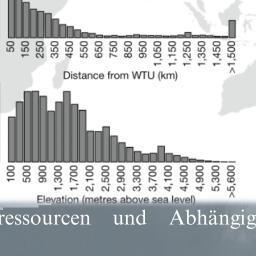 50 150 250 350 450 550 650 750 850 950 1,050 1,150 1,250 1,350 1,450 >1,500
Distance from WTU (km)
100 500 900 1,300 1,700 2,100 2,500 2,900 3,300 3,700 4,100 4,500 4,900 5,300 >5,600
Elevation (metres above sea level)
ressourcen und Abhängig